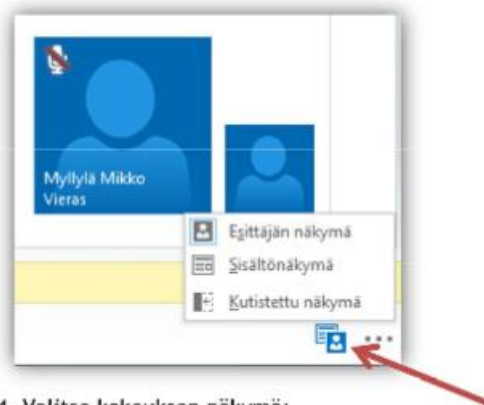 Myllylä Mikko
Vieras
Esittäjän näkymä
Sisältönäkymä
Kutistettu näkymä
Valitse kokouksen näkymä: